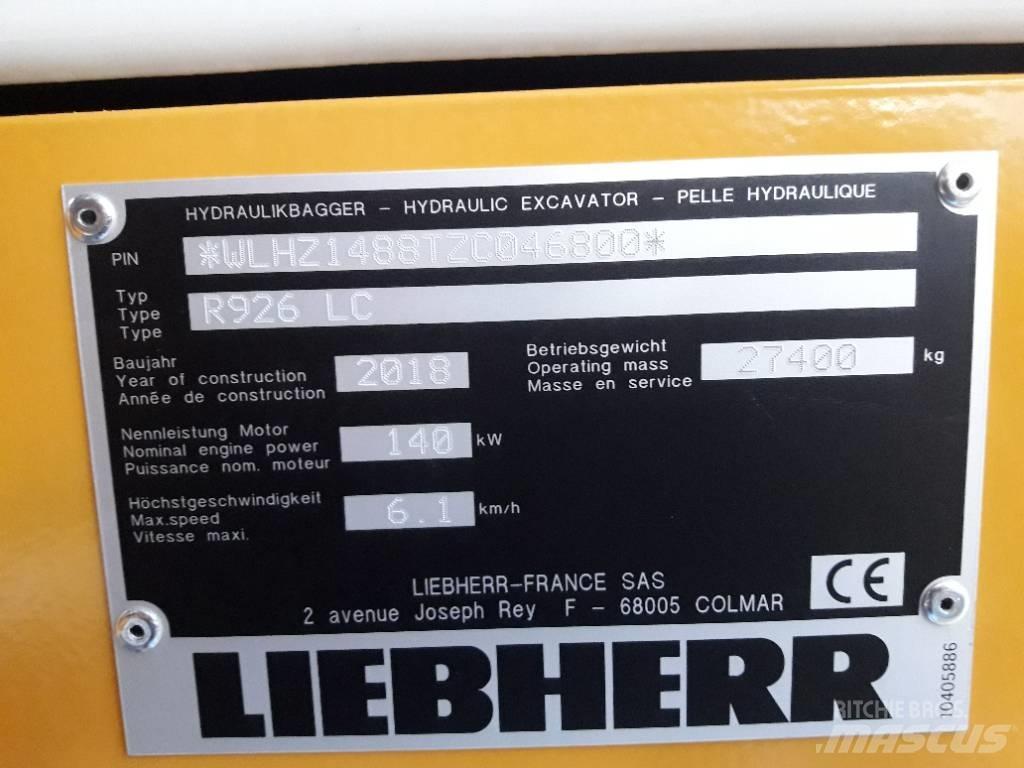 HYDRAULIKBAGGER – HYDRAULIC EXCAVATOR – PELLE HYDRAULIQUE
PIN *WLHZ1488TZC046800*
Typ
Type R926 LC
Type
Baujahr
Year of construction 2018
Année de construction
Betriebsgewicht
Operating mass 27400 kg
Masse en service
Nennleistung Motor
Nominal engine power 140 kW
Puissance nom. moteur
Höchstgeschwindigkeit
Max.speed 6.1 km/h
Vitesse maxi.
LIEBHERR-FRANCE SAS
2 avenue Joseph Rey F – 68005 COLMAR
CE
LIEBHERR
10405886
RITCHIE BROS.
MASCUS